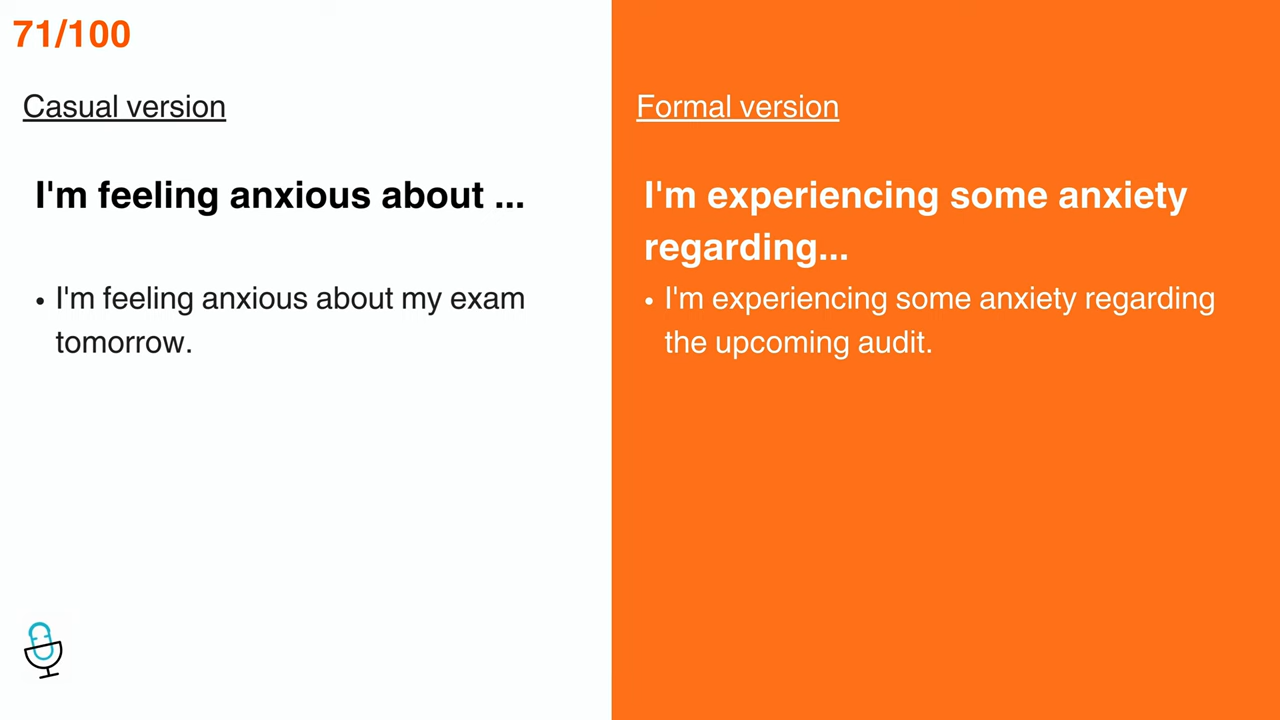 71/100
Casual version
I'm feeling anxious about ...
• I'm feeling anxious about my exam
tomorrow.
Formal version
I'm experiencing some anxiety
regarding...
• I'm experiencing some anxiety regarding
the upcoming audit.